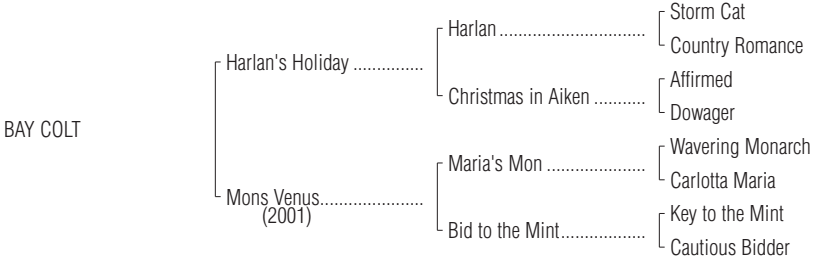 Storm Cat
Harlan ..............................
Country Romance
Harlan's Holiday ...............
Affirmed
Christmas in Aiken ...........
Dowager
BAY COLT
Wavering Monarch
Maria's Mon ....................
Carlotta Maria
Mons Venus.....................
(2001)
Key to the Mint
Bid to the Mint.................
Cautious Bidder